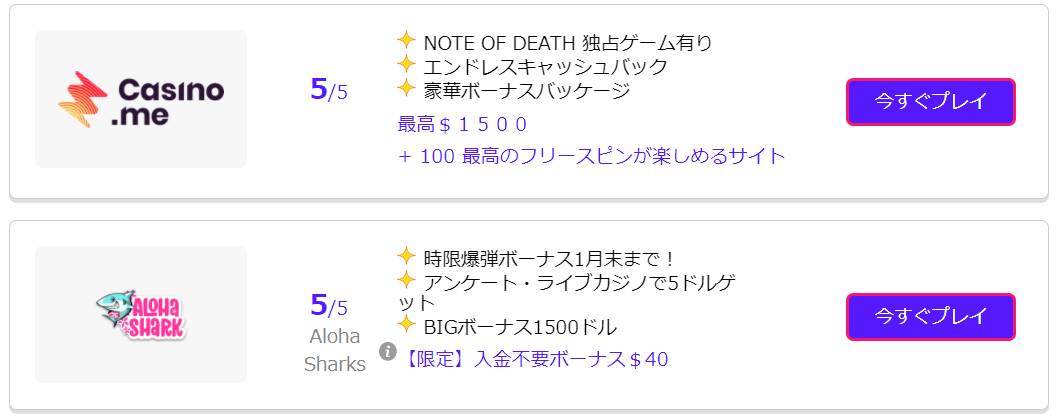 Casino
.me
5/5
NOTE OF DEATH 独占ゲーム有り
エンドレスキャッシュバック
豪華ボーナスパッケージ
最高＄１５００
+ 100 最高のフリースピンが楽しめるサイト
今すぐプレイ
ALOHA
SHARK
5/5
Aloha
Sharks
i
時限爆弾ボーナス1月末まで！
アンケート・ライブカジノで5ドルゲ
ット
BIGボーナス1500ドル
【限定】入金不要ボーナス＄40
今すぐプレイ